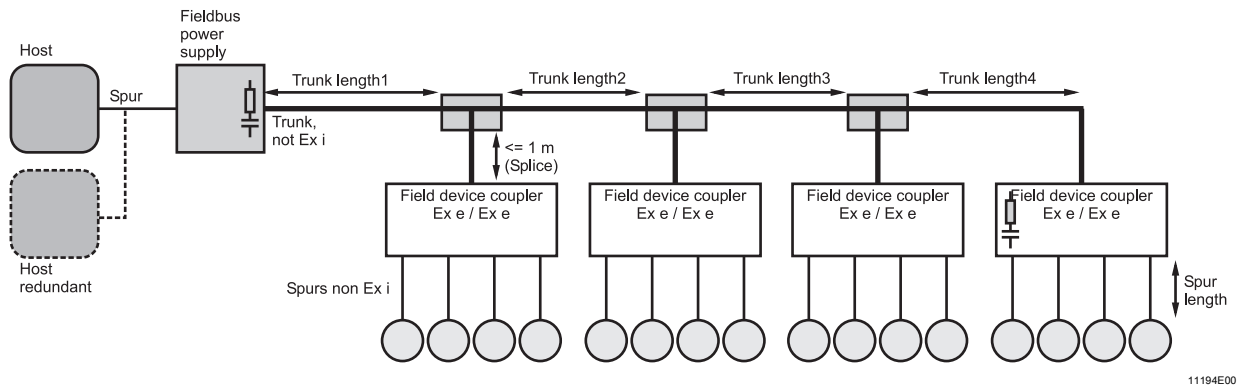 Host
Fieldbus
power
supply
Spur
Trunk length1
Trunk length2
Trunk length3
Trunk length4
Trunk,
not Ex i
<= 1 m
(Splice)
Host
redundant
Field device coupler
Ex e / Ex e
Field device coupler
Ex e / Ex e
Field device coupler
Ex e / Ex e
Field device coupler
Ex e / Ex e
Spurs non Ex i
Spur
length
11194E00